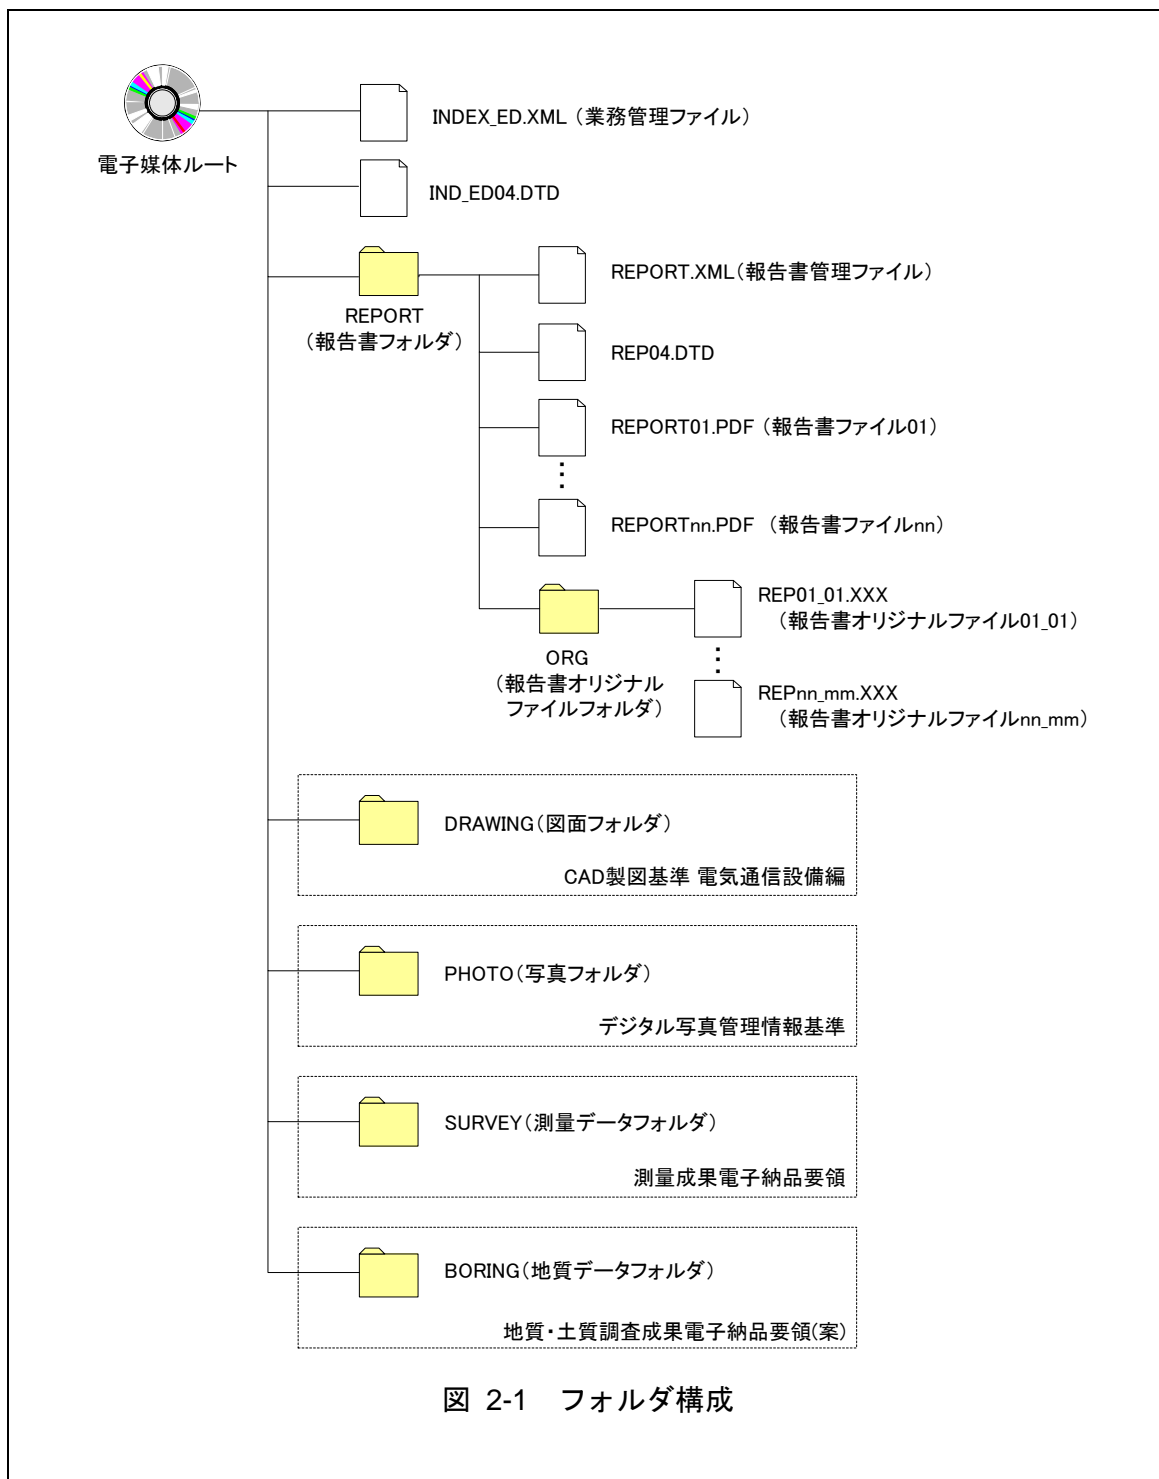 電子媒体ルート
INDEX_ED.XML（業務管理ファイル）
IND_ED04.DTD
REPORT
（報告書フォルダ）
REPORT.XML（報告書管理ファイル）
REP04.DTD
REPORT01.PDF（報告書ファイル01）
⋮
REPORTnn.PDF （報告書ファイルnn）
ORG
（報告書オリジナル
ファイルフォルダ）
REP01_01.XXX
（報告書オリジナルファイル01_01）
⋮
REPnn_mm.XXX
（報告書オリジナルファイルnn_mm）
DRAWING（図面フォルダ）
CAD製図基準 電気通信設備編
PHOTO（写真フォルダ）
デジタル写真管理情報基準
SURVEY（測量データフォルダ）
測量成果電子納品要領
BORING（地質データフォルダ）
地質・土質調査成果電子納品要領(案)
図 2-1　フォルダ構成